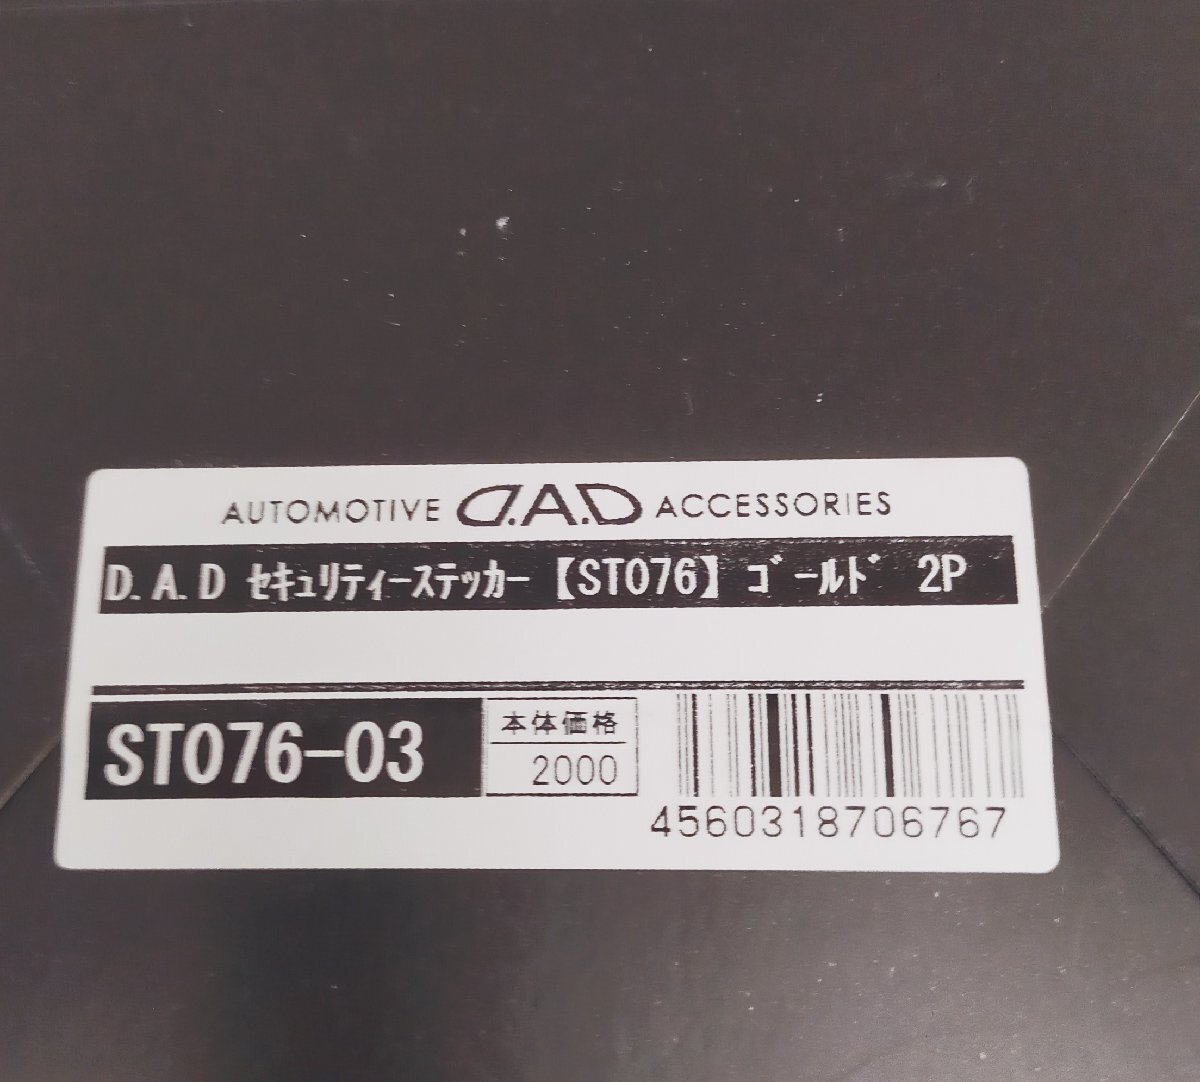 AUTOMOTIVE D.A.D ACCESSORIES
D.A.D ｾｷｭﾘﾃｨｰｽﾃｯｶｰ【ST076】ｺﾞｰﾙﾄﾞ 2P
ST076-03
本体価格
2000
4560318706767